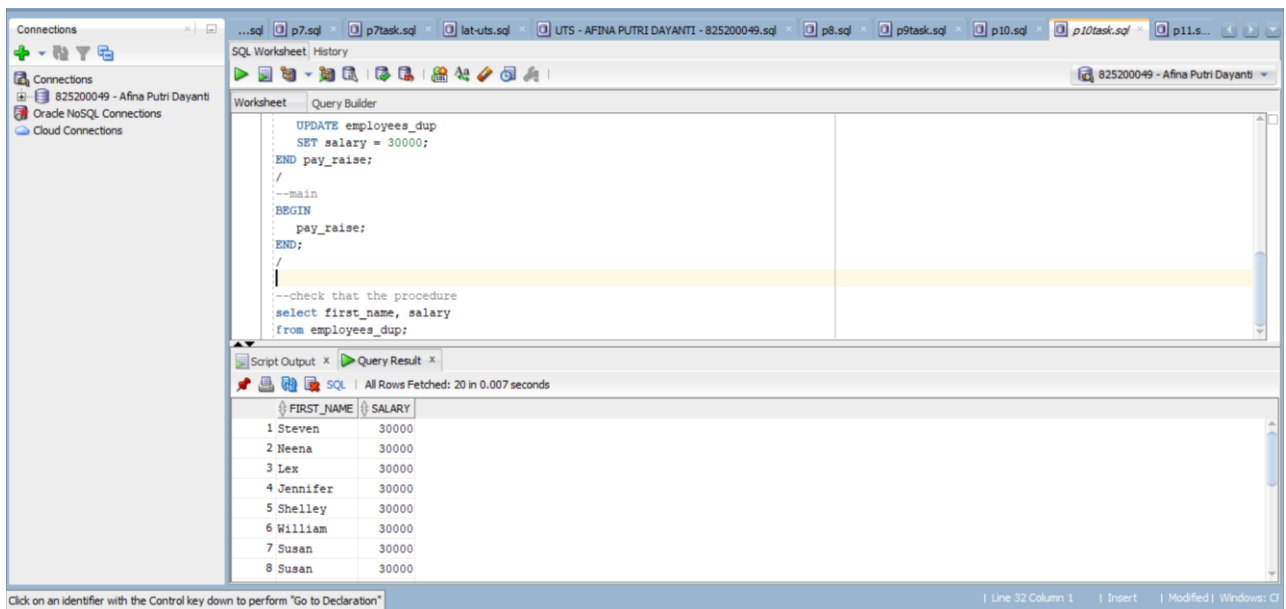 Connections
...sql p7.sql p7task.sql lat-uts.sql UTS - AFINA PUTRI DAYANTI - 825200049.sql p8.sql p9task.sql p10.sql p10task.sql p11.s...
SQL Worksheet History
Connections
825200049 - Afina Putri Dayanti
Oracle NoSQL Connections
Cloud Connections
825200049 - Afina Putri Dayanti
Worksheet Query Builder
UPDATE employees_dup
SET salary = 30000;
END pay_raise;
/
--main
BEGIN
pay_raise;
END;
/
--check that the procedure
select first_name, salary
from employees_dup;
Script Output x Query Result x
SQL | All Rows Fetched: 20 in 0.007 seconds
FIRST_NAME SALARY
1 Steven 30000
2 Neena 30000
3 Lex 30000
4 Jennifer 30000
5 Shelley 30000
6 William 30000
7 Susan 30000
8 Susan 30000
Click on an identifier with the Control key down to perform "Go to Declaration"
| Line 32 Column 1 | Insert | Modified | Windows: